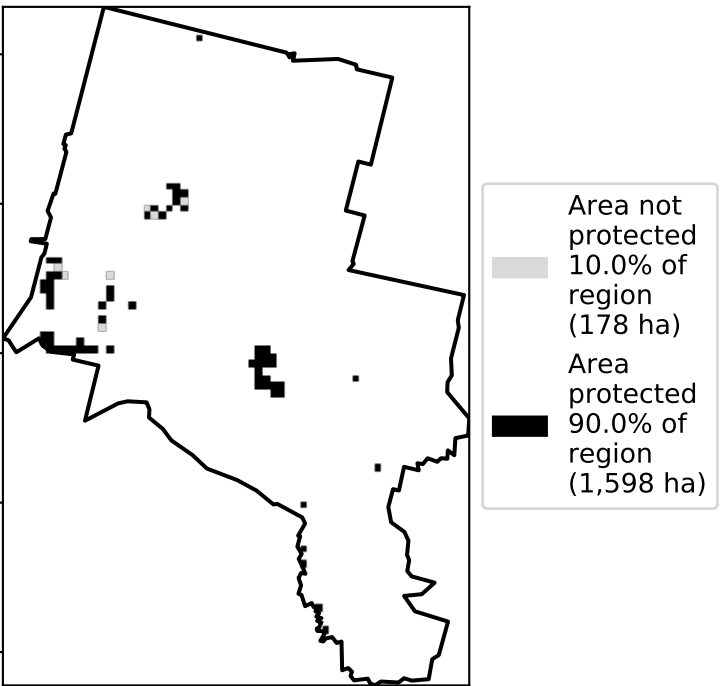 Area not
protected
10.0% of
region
(178 ha)
Area
protected
90.0% of
region
(1,598 ha)